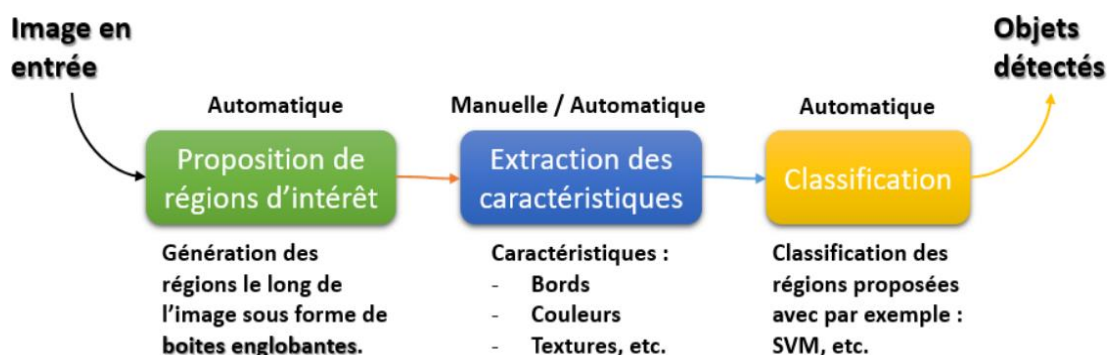 Image en
entrée
Objets
détectés
Automatique
Proposition de
régions d'intérêt
Génération des
régions le long de
l'image sous forme de
boites englobantes.
Manuelle / Automatique
Extraction des
caractéristiques
Caractéristiques :
- Bords
- Couleurs
- Textures, etc.
Automatique
Classification
Classification des
régions proposées
avec par exemple :
SVM, etc.